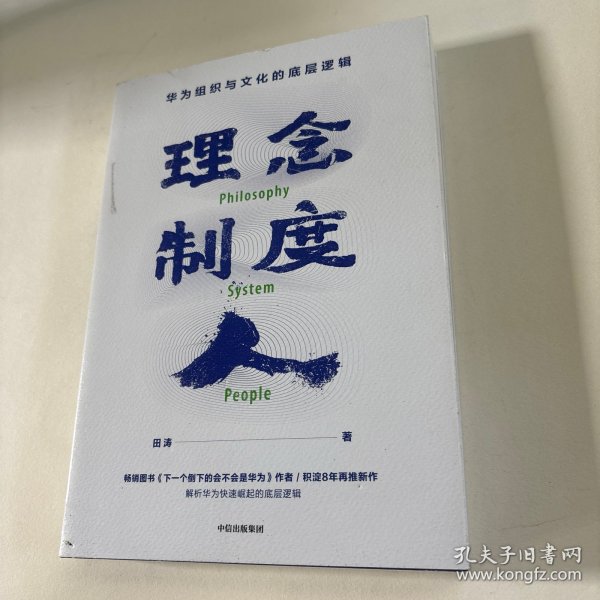 华为组织与文化的底层逻辑
理念
Philosophy
制度
System
人
People
田涛 著
畅销图书《下一个倒下的会不会是华为》作者 / 积淀8年再推新作
解析华为快速崛起的底层逻辑
中信出版集团
孔夫子旧书网
www.kongfz.com